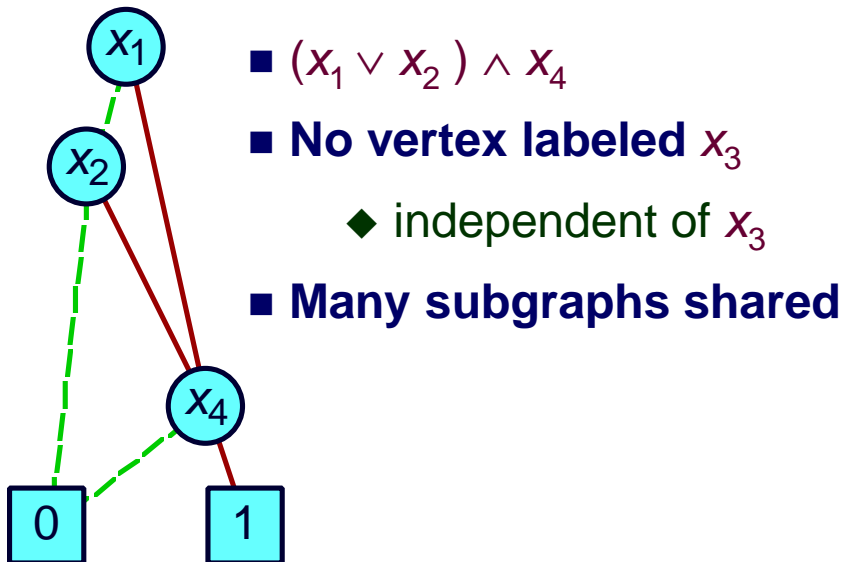 x₁
(x₁ ∨ x₂ ) ∧ x₄
No vertex labeled x₃
x₂
independent of x₃
Many subgraphs shared
x₄
0
1